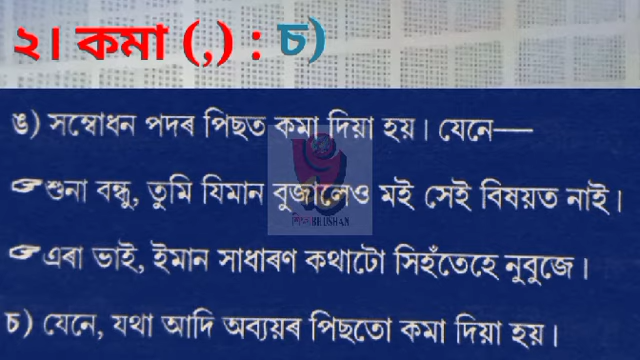 ২। কমা (,) : চ)
ঙ) সম্বোধন পদৰ পিছত কমা দিয়া হয়। যেনে—
☞শুনা বন্ধু, তুমি যিমান বুজালেও মই সেই বিষয়ত নাই।
☞এৰা ভাই, ইমান সাধাৰণ কথাটো সিহঁতেহে নুবুজে।
চ) যেনে, যথা আদি অব্যয়ৰ পিছতো কমা দিয়া হয়।
BHUSHAN